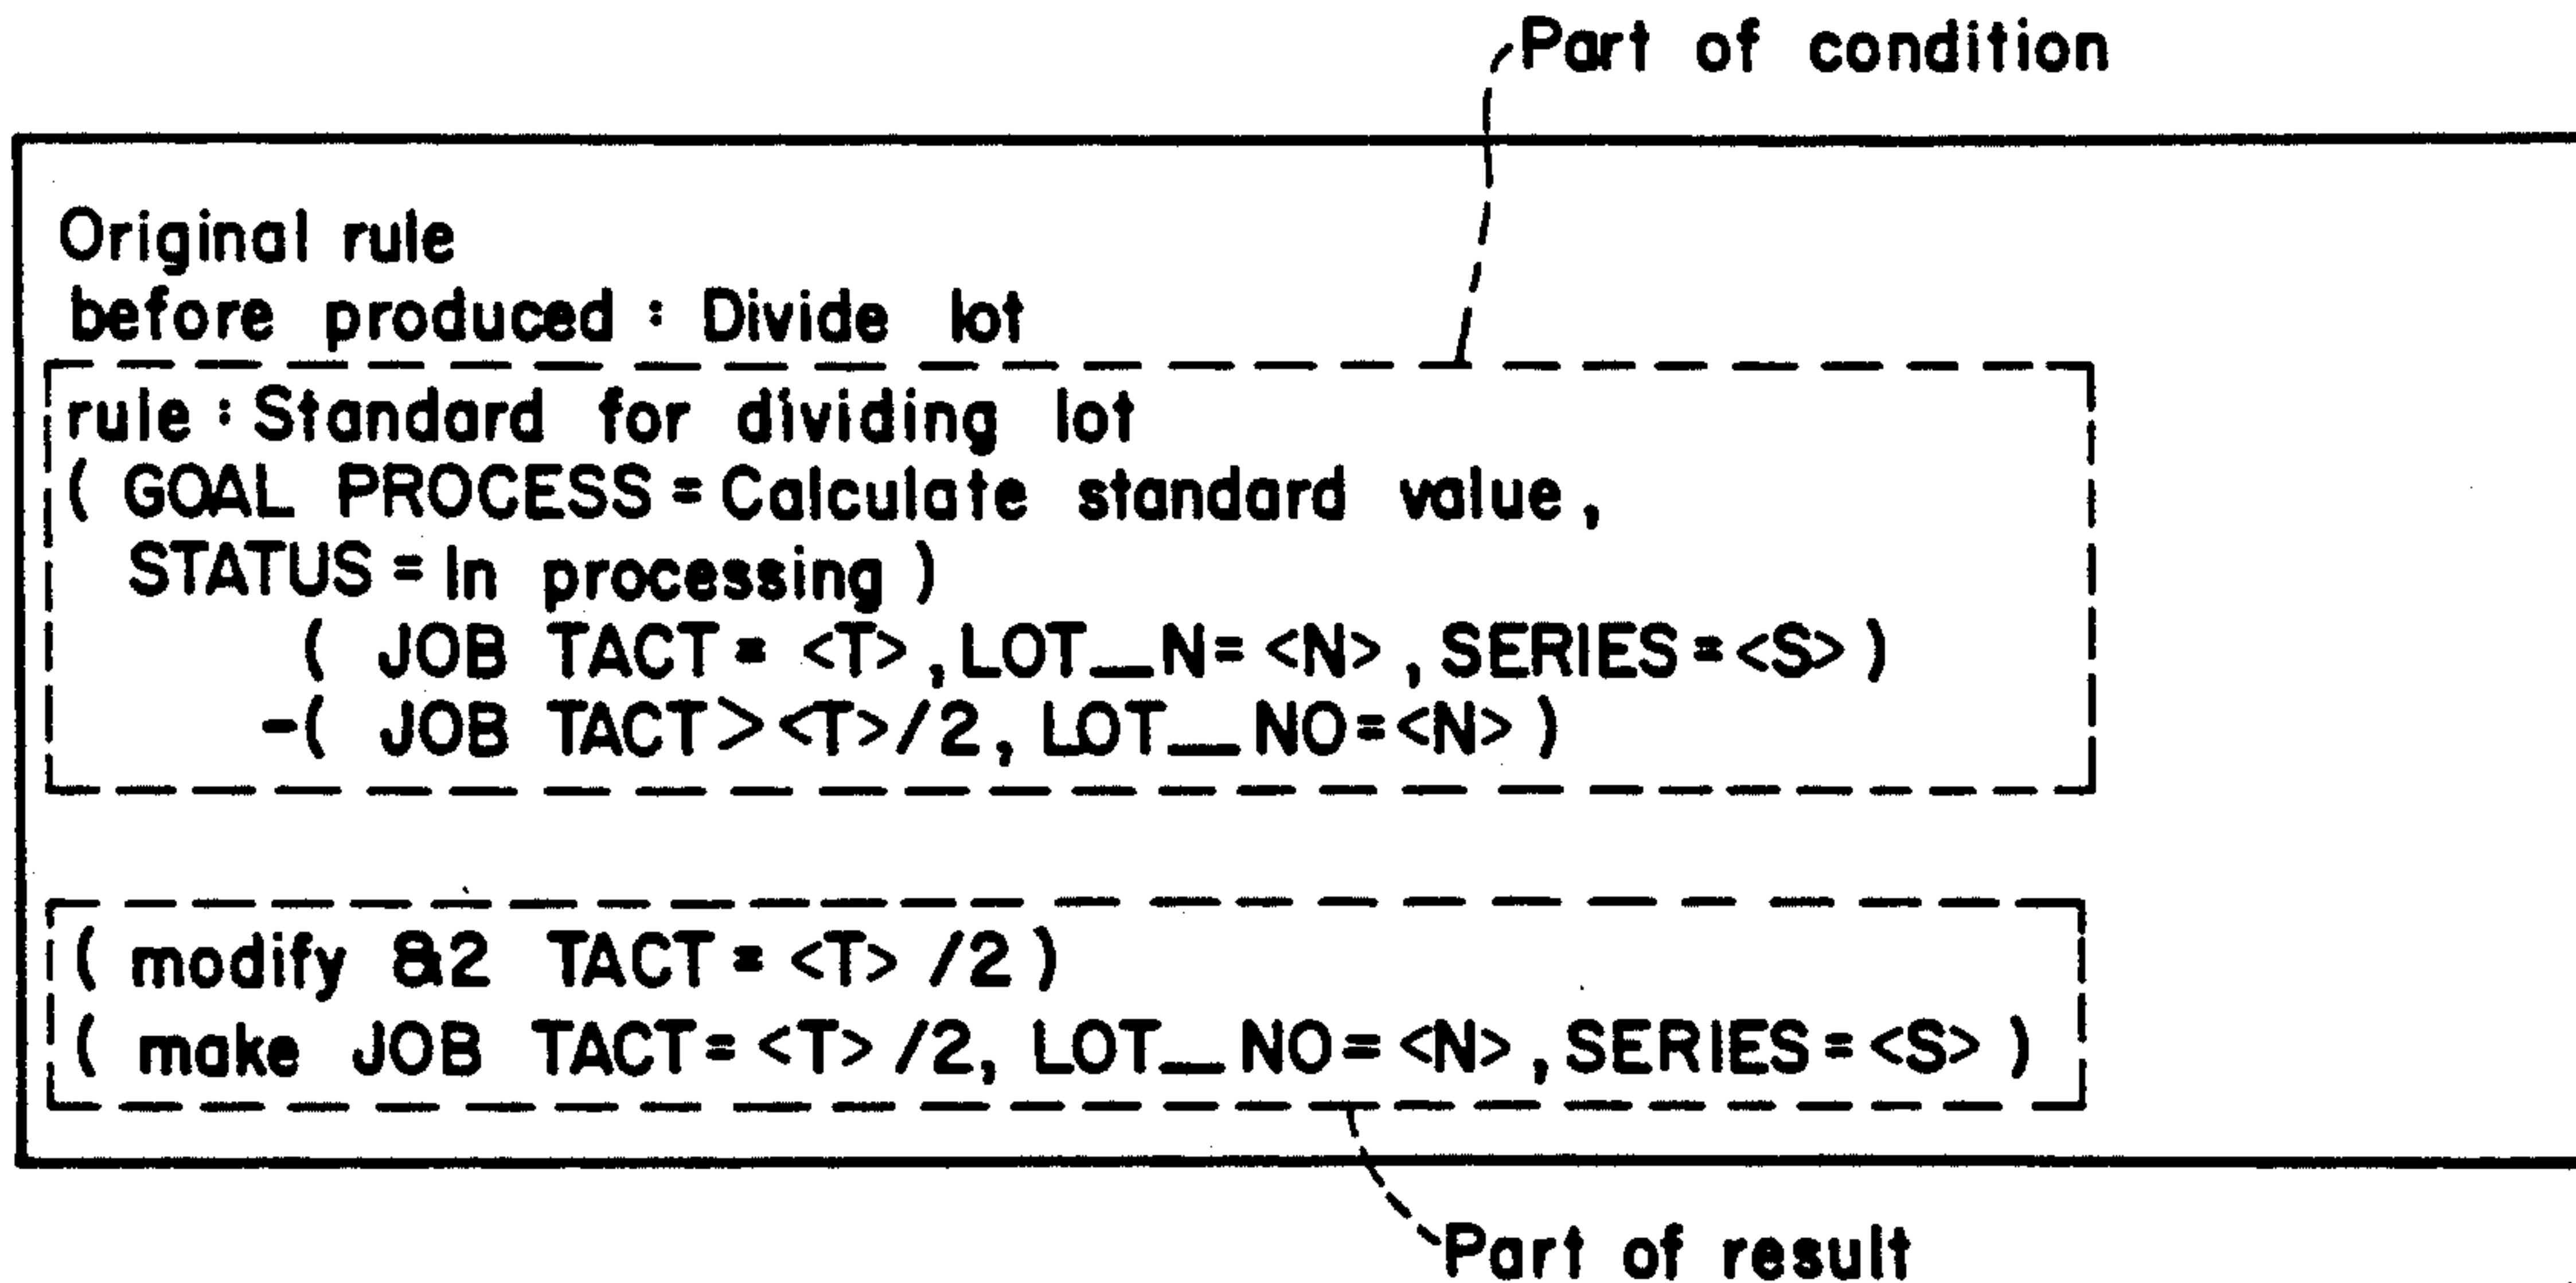 Part of condition
Original rule
before produced : Divide lot
rule : Standard for dividing lot
( GOAL PROCESS = Calculate standard value ,
STATUS = In processing )
( JOB TACT = <T> , LOT_N= <N> , SERIES = <S> )
-( JOB TACT > <T>/2, LOT_NO=<N> )
( modify &2 TACT = <T> /2 )
( make JOB TACT= <T> /2, LOT_NO= <N> , SERIES = <S> )
Part of result